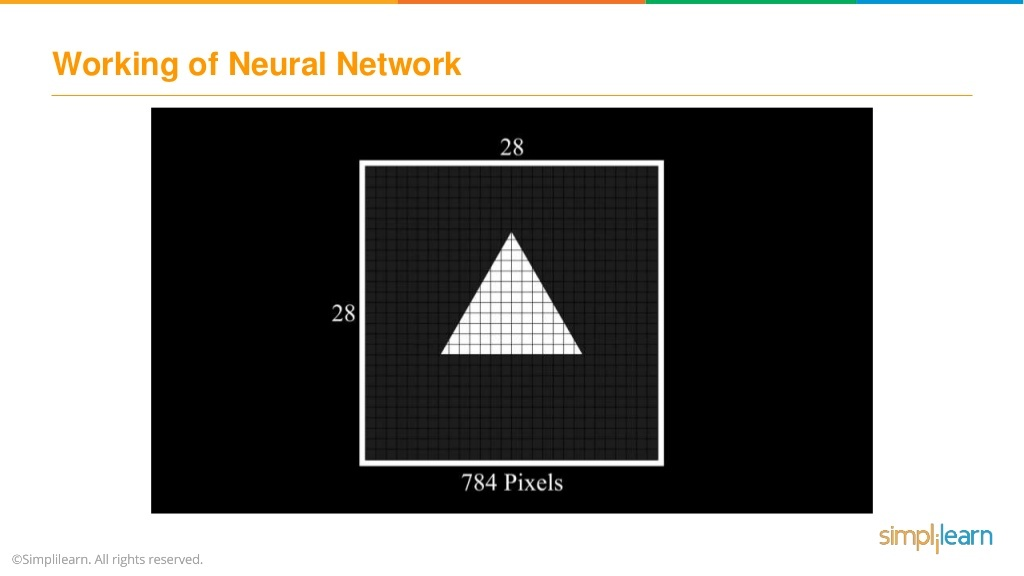 Working of Neural Network
28
28
784 Pixels
simplilearn
©Simplilearn. All rights reserved.